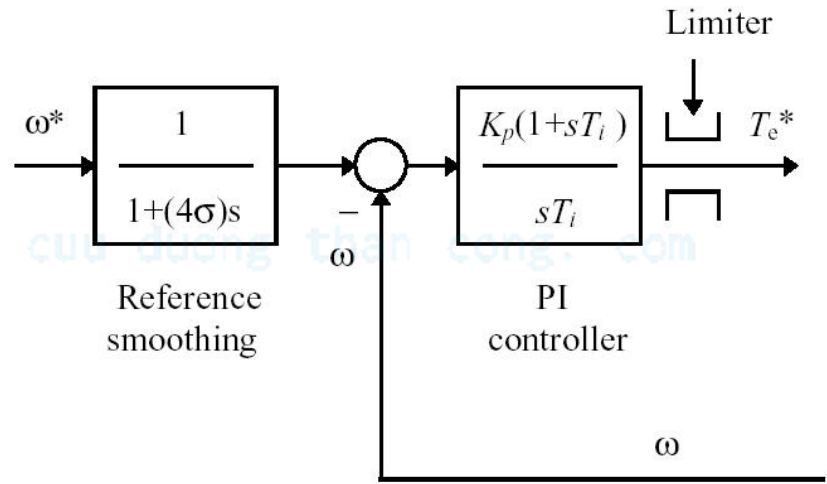 Limiter
ω*
1
1+(4σ)s
K_p(1+sT_i )
sT_i
T_e*
−
ω
cuu duong than cong. com
Reference
smoothing
PI
controller
ω